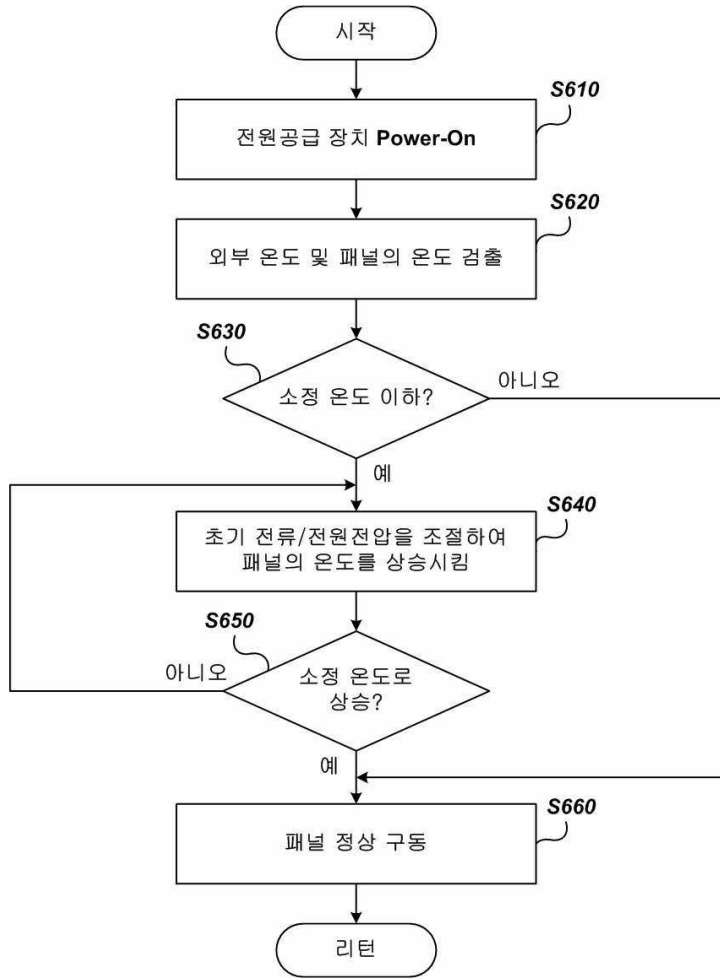 시작
S610
전원공급 장치 Power-On
S620
외부 온도 및 패널의 온도 검출
S630
소정 온도 이하?
아니오
예
S640
초기 전류/전원전압을 조절하여
패널의 온도를 상승시킴
S650
아니오
소정 온도로
상승?
예
S660
패널 정상 구동
리턴